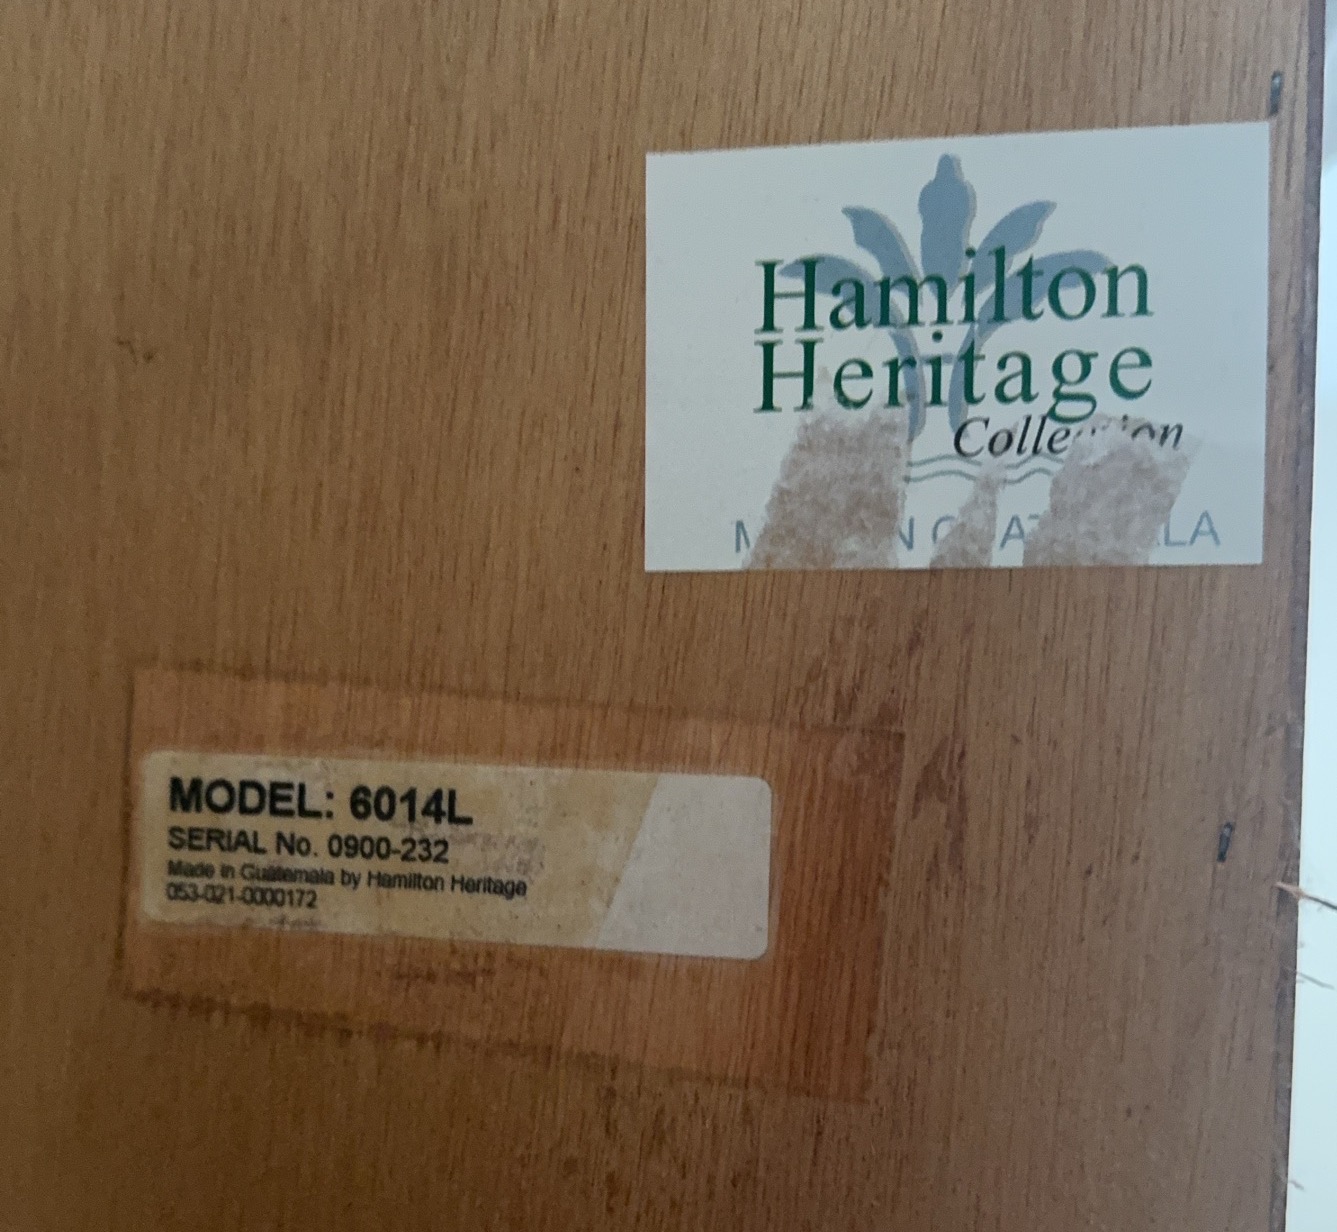 Hamilton
Heritage
MODEL: 6014L
SERIAL No. 0900-232
Made in Guatemala by Hamilton Heritage
053-021-0000172